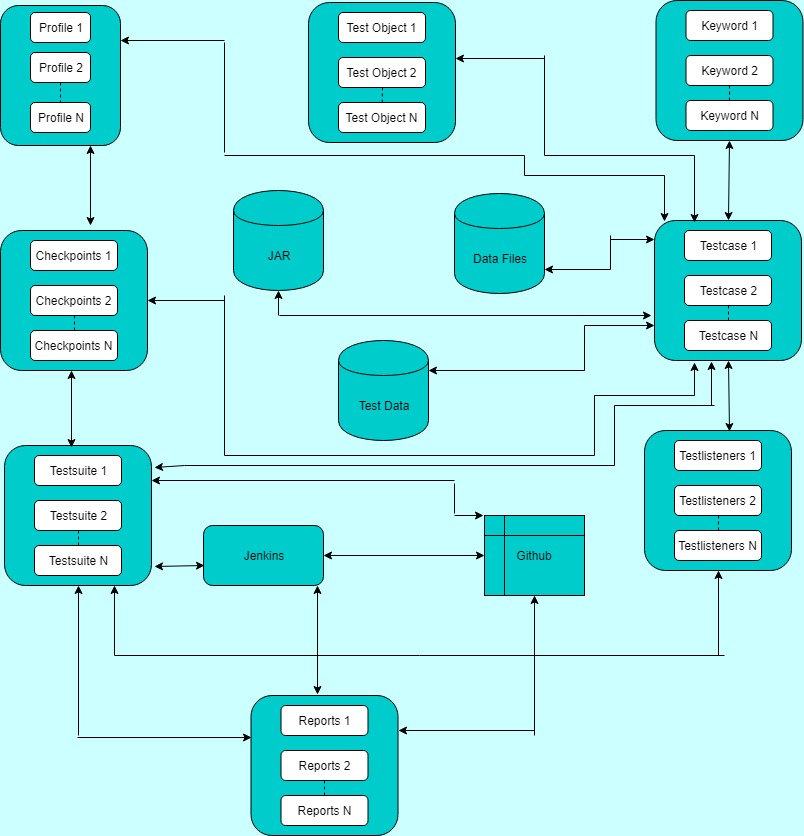 Profile 1
Profile 2
Profile N
Test Object 1
Test Object 2
Test Object N
Keyword 1
Keyword 2
Keyword N
Checkpoints 1
Checkpoints 2
Checkpoints N
JAR
Data Files
Testcase 1
Testcase 2
Testcase N
Test Data
Testsuite 1
Testsuite 2
Testsuite N
Jenkins
Github
Testlisteners 1
Testlisteners 2
Testlisteners N
Reports 1
Reports 2
Reports N